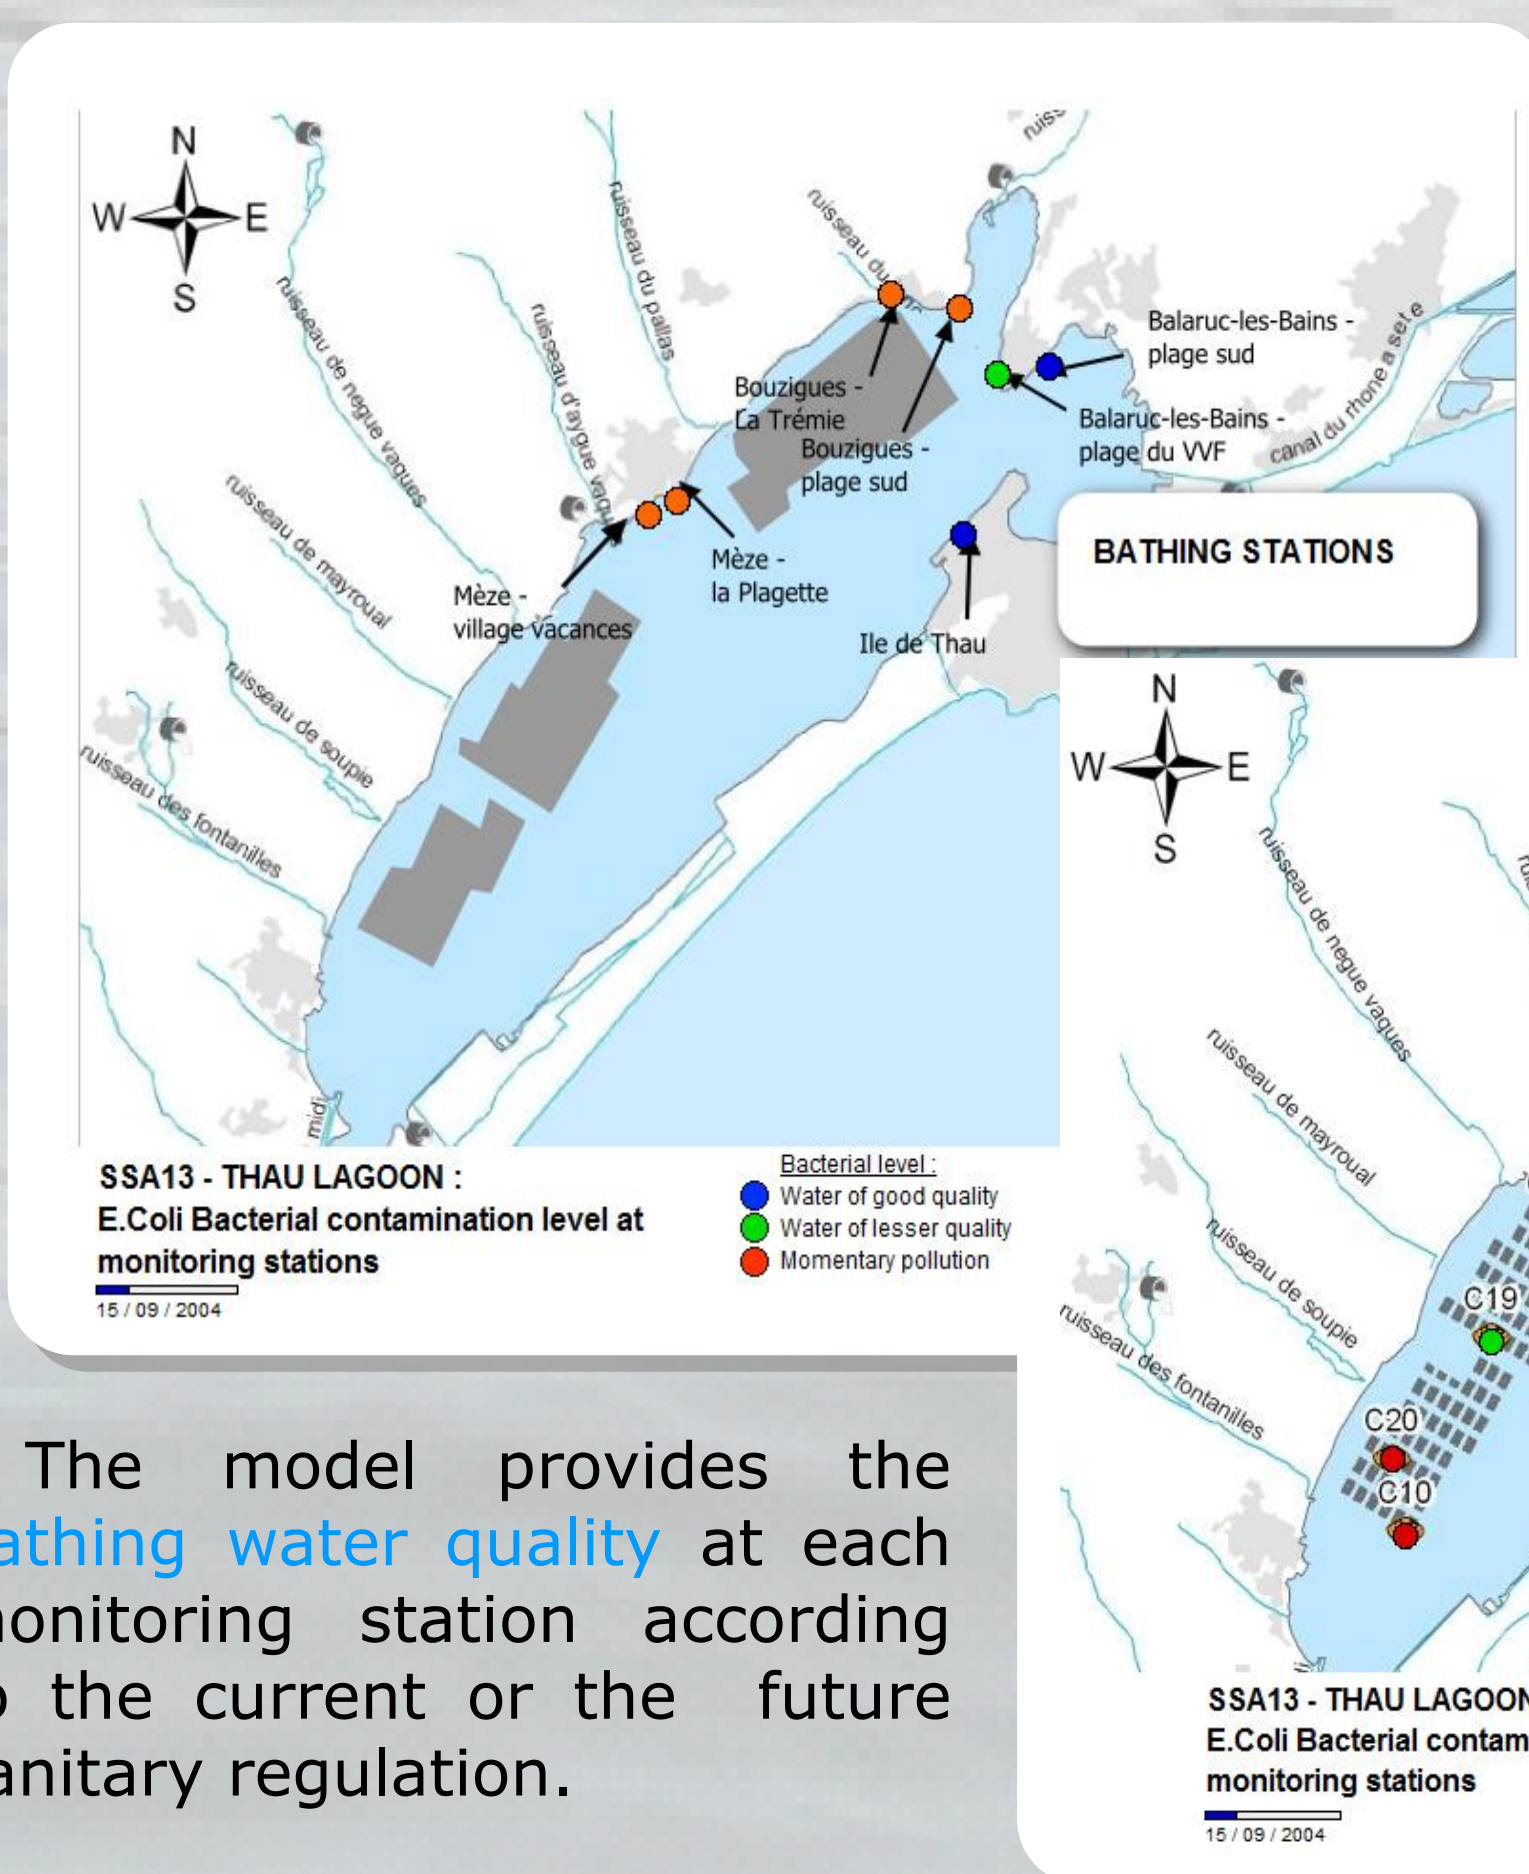 N
W E
S
ruisseau de negue vaques
ruisseau d'aygue vaques
ruisseau du pallas
ruisseau du
ruiss
canal du rhone a sete
ruisseau de mayroual
ruisseau de soupie
ruisseau des fontanilles
midi
Bouzigues -
La Trémie
Bouzigues -
plage sud
Balaruc-les-Bains -
plage sud
Balaruc-les-Bains -
plage du VVF
Mèze -
la Plagette
Mèze -
village vacances
Ile de Thau
BATHING STATIONS
SSA13 - THAU LAGOON :
E.Coli Bacterial contamination level at
monitoring stations
15 / 09 / 2004
Bacterial level :
Water of good quality
Water of lesser quality
Momentary pollution
N
W E
S
ruisseau de negue vaques
ruisseau de mayroual
ruisseau de soupie
ruisseau des fontanilles
C19
C20
C10
SSA13 - THAU LAGOON
E.Coli Bacterial contam
monitoring stations
15 / 09 / 2004
The model provides the
athing water quality at each
onitoring station according
the current or the future
anitary regulation.